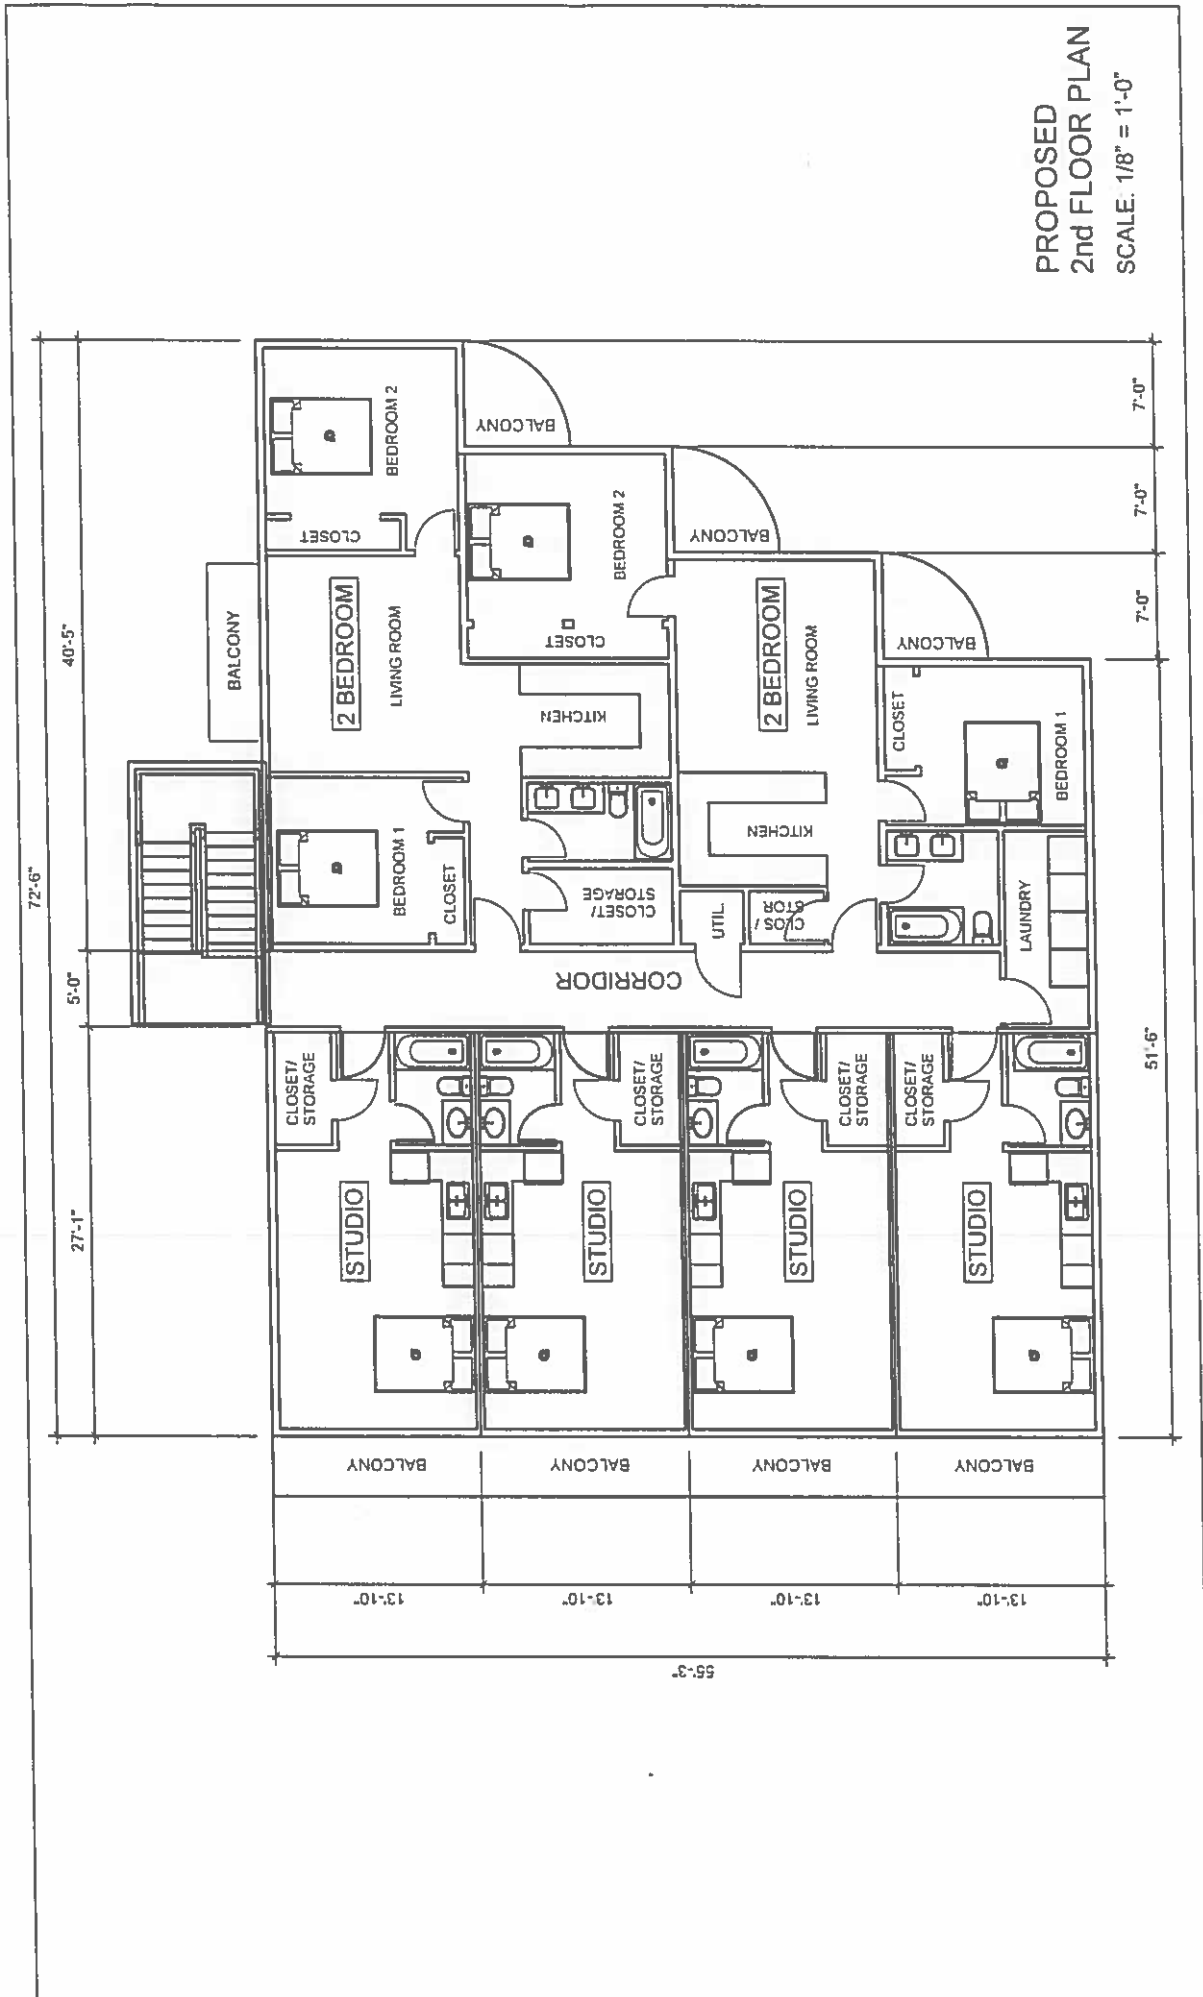 PROPOSED
2nd FLOOR PLAN
SCALE: 1/8" = 1'-0"
72'-6"
27'-1"
5'-0"
40'-5"
BALCONY
BEDROOM 1
CLOSET
2 BEDROOM
LIVING ROOM
CLOSET
BEDROOM 2
BALCONY
CLOSET/
STORAGE
KITCHEN
CLOSET
BEDROOM 2
BALCONY
CORRIDOR
UTIL.
CLOS /
STOR
KITCHEN
2 BEDROOM
LIVING ROOM
BALCONY
LAUNDRY
CLOSET
BEDROOM 1
CLOSET/
STORAGE
STUDIO
BALCONY
CLOSET/
STORAGE
STUDIO
BALCONY
CLOSET/
STORAGE
STUDIO
BALCONY
CLOSET/
STORAGE
STUDIO
BALCONY
13'-10"
13'-10"
13'-10"
13'-10"
55'-3"
51'-6"
7'-0"
7'-0"
7'-0"